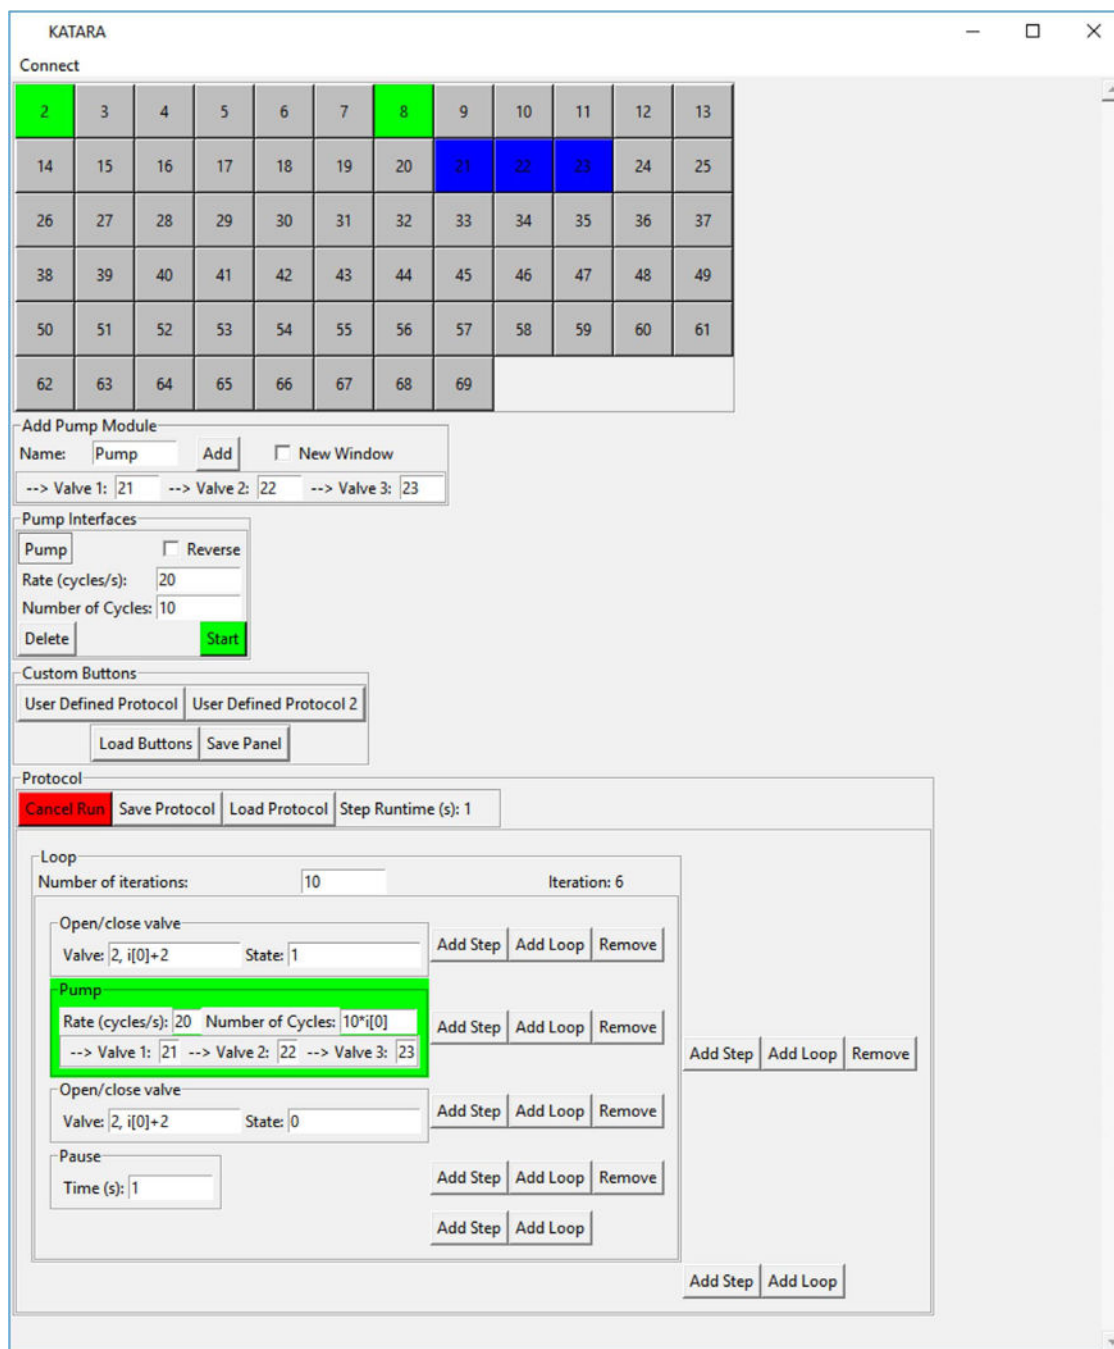 KATARA
Connect
2 3 4 5 6 7 8 9 10 11 12 13
14 15 16 17 18 19 20 21 22 23 24 25
26 27 28 29 30 31 32 33 34 35 36 37
38 39 40 41 42 43 44 45 46 47 48 49
50 51 52 53 54 55 56 57 58 59 60 61
62 63 64 65 66 67 68 69
Add Pump Module
Name: Pump Add New Window
--> Valve 1: 21 --> Valve 2: 22 --> Valve 3: 23
Pump Interfaces
Pump Reverse
Rate (cycles/s): 20
Number of Cycles: 10
Delete Start
Custom Buttons
User Defined Protocol User Defined Protocol 2
Load Buttons Save Panel
Protocol
Cancel Run Save Protocol Load Protocol Step Runtime (s): 1
Loop
Number of iterations: 10 Iteration: 6
Open/close valve
Valve: 2, i[0]+2 State: 1 Add Step Add Loop Remove
Pump
Rate (cycles/s): 20 Number of Cycles: 10*i[0] Add Step Add Loop Remove
--> Valve 1: 21 --> Valve 2: 22 --> Valve 3: 23 Add Step Add Loop Remove
Open/close valve
Valve: 2, i[0]+2 State: 0 Add Step Add Loop Remove
Pause
Time (s): 1 Add Step Add Loop Remove
Add Step Add Loop
Add Step Add Loop